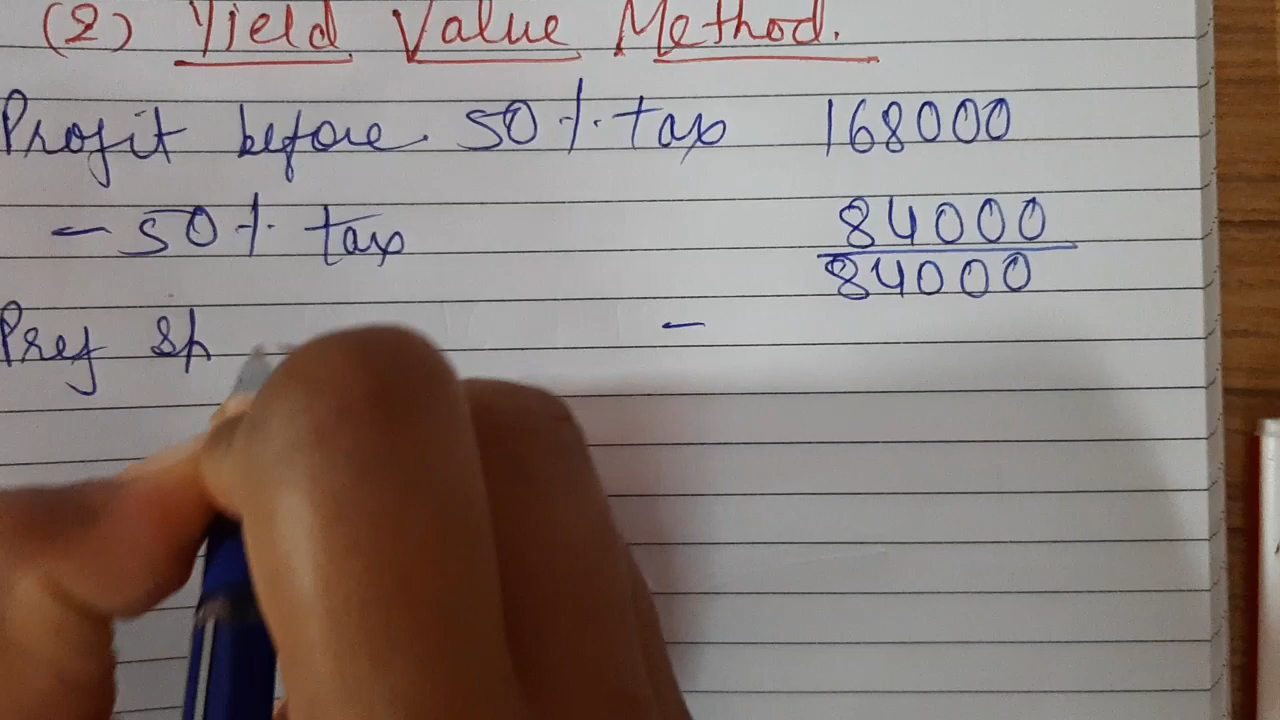 (2) Yield Value Method.
Profit before 50% tax 168000
- 50% tax 84000
84000
Pref sh -